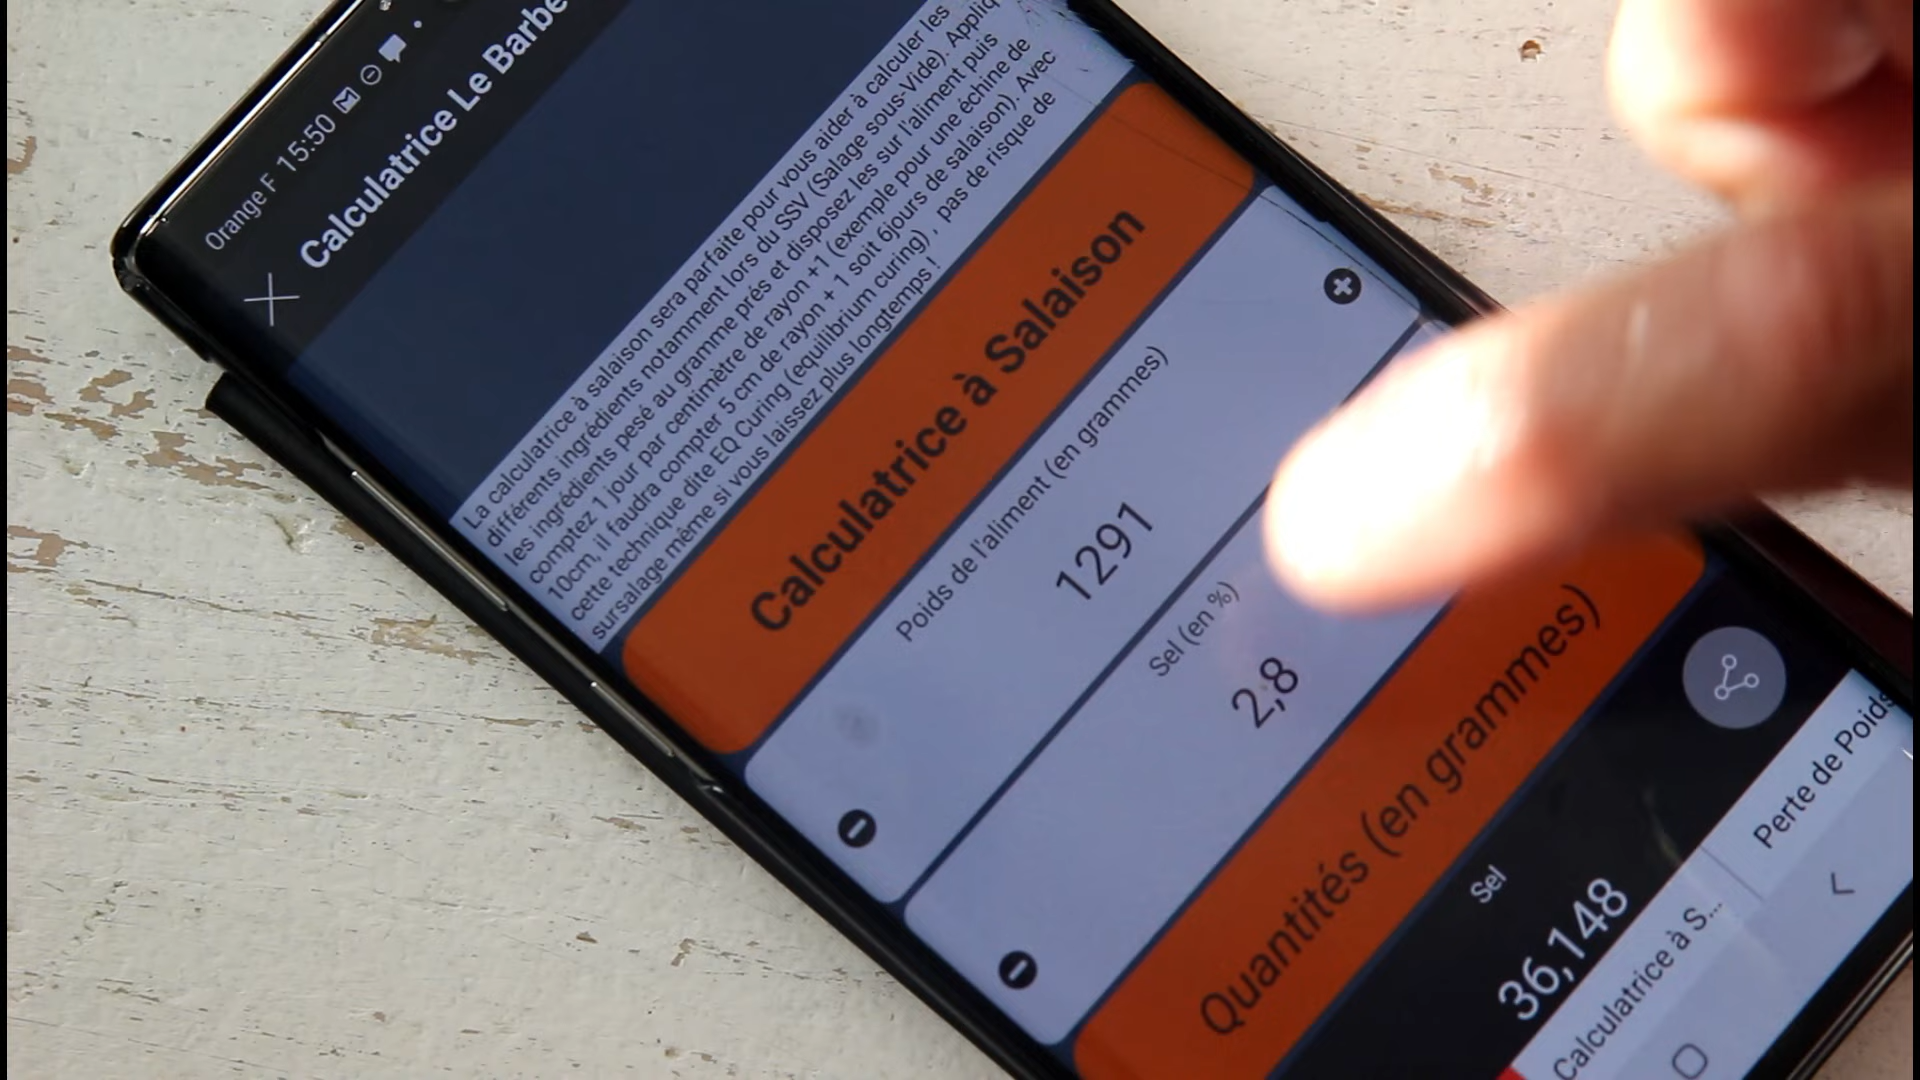 Orange F 15:50
Calculatrice Le Barbe
La calculatrice à salaison sera parfaite pour vous aider à calculer les
différents ingrédients notamment lors du SSV (Salage sous-Vide). Appliq
les ingrédients pesé au gramme prés et disposez les sur l'aliment puis
comptez 1 jour par centimètre de rayon +1 (exemple pour une échine de
10cm, il faudra compter 5 cm de rayon + 1 soit 6jours de salaison). Avec
cette technique dite EQ Curing (equilibrium curing) , pas de risque de
sursalage même si vous laissez plus longtemps !
Calculatrice à Salaison
Poids de l'aliment (en grammes)
1291
Sel (en %)
2,8
Quantités (en grammes)
Sel
36,148
Calculatrice à S...
Perte de Poids